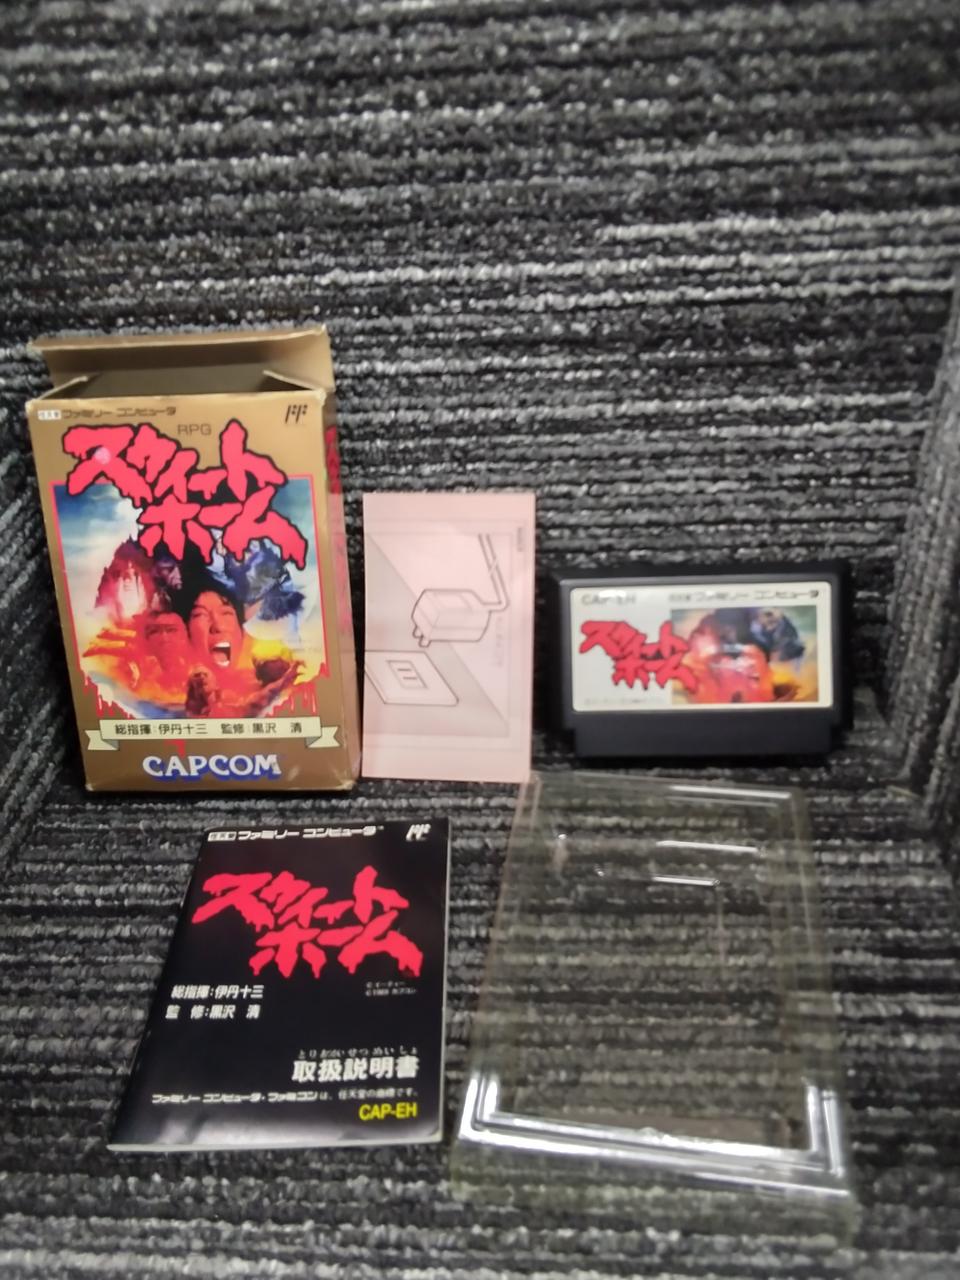 任天堂 ファミリー コンピュータ
RPG
スウィート
ホーム
総指揮:伊丹十三 監修:黒沢 清
CAPCOM
CAP-EH
ファミリー コンピュータ
スウィート
ホーム
任天堂 ファミリー コンピュータ
スウィート
ホーム
総指揮:伊丹十三
監 修:黒沢 清
とりあつかいせつめいしょ
取扱説明書
ファミリー コンピュータ・ファミコンは、任天堂の商標です。
CAP-EH